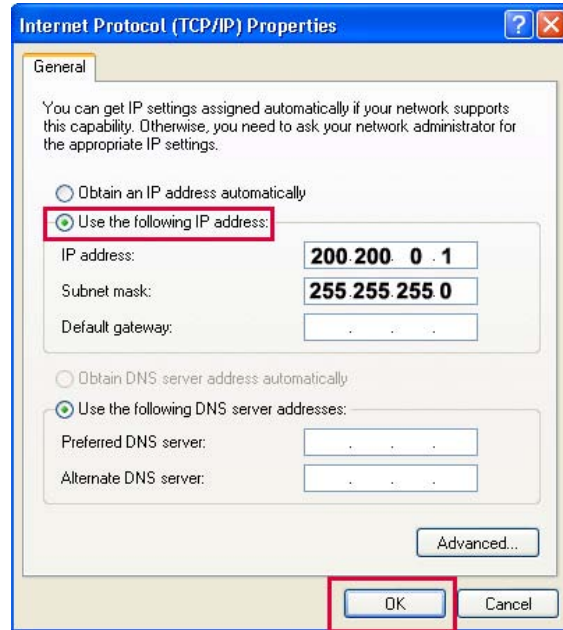 Internet Protocol (TCP/IP) Properties
General
You can get IP settings assigned automatically if your network supports
this capability. Otherwise, you need to ask your network administrator for
the appropriate IP settings.
Obtain an IP address automatically
Use the following IP address:
IP address: 200.200. 0 .1
Subnet mask: 255.255.255.0
Default gateway: . . .
Obtain DNS server address automatically
Use the following DNS server addresses:
Preferred DNS server: . . .
Alternate DNS server: . . .
Advanced...
OK Cancel